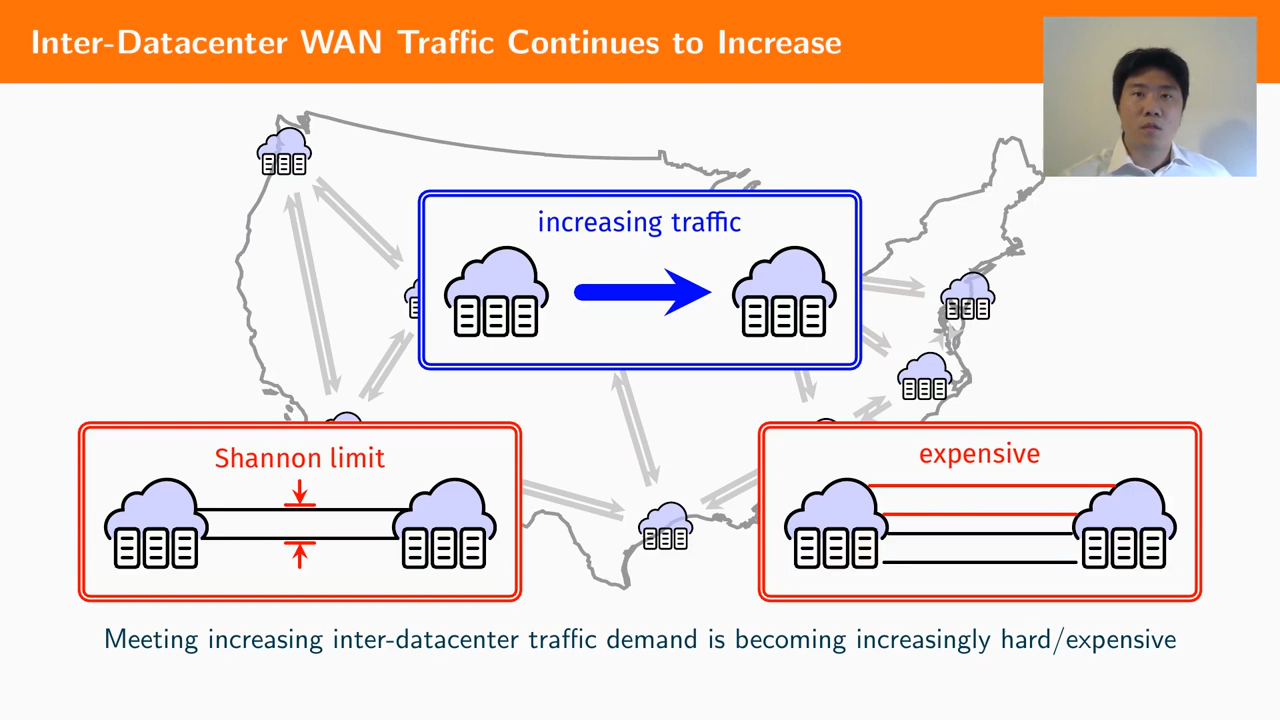 Inter-Datacenter WAN Traffic Continues to Increase
increasing traffic
Shannon limit
expensive
Meeting increasing inter-datacenter traffic demand is becoming increasingly hard/expensive